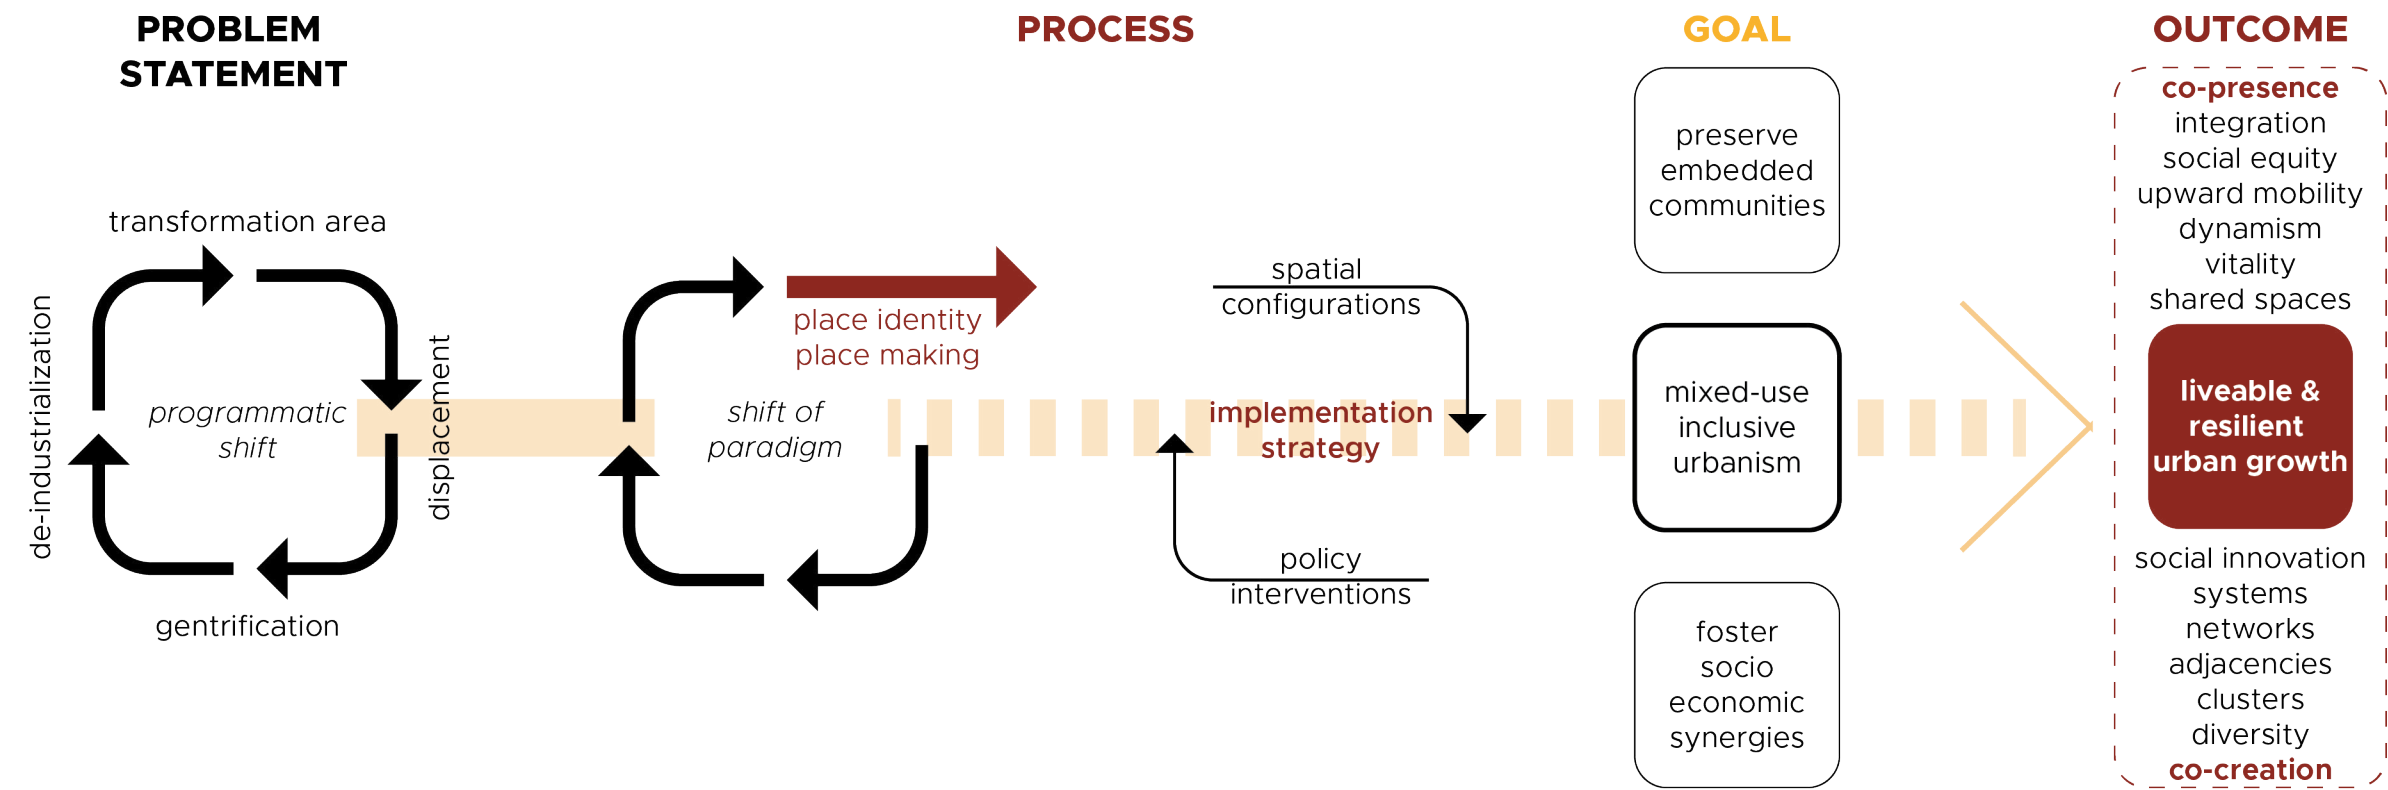 PROBLEM
STATEMENT
transformation area
de-industrialization
programmatic
shift
displacement
gentrification
PROCESS
place identity
place making
shift of
paradigm
spatial
configurations
implementation
strategy
policy
interventions
GOAL
preserve
embedded
communities
mixed-use
inclusive
urbanism
foster
socio
economic
synergies
OUTCOME
co-presence
integration
social equity
upward mobility
dynamism
vitality
shared spaces
liveable &
resilient
urban growth
social innovation
systems
networks
adjacencies
clusters
diversity
co-creation